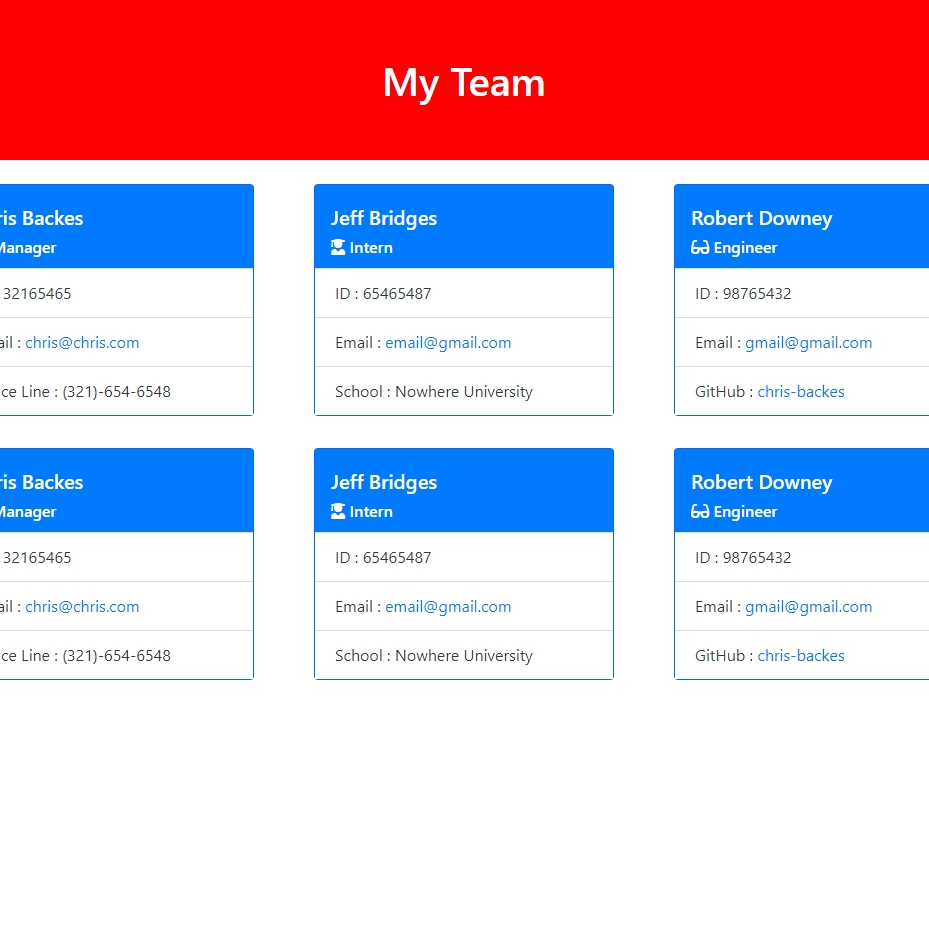 My Team
ris Backes
Manager
32165465
ail : chris@chris.com
ce Line : (321)-654-6548
Jeff Bridges
Intern
ID : 65465487
Email : email@gmail.com
School : Nowhere University
Robert Downey
Engineer
ID : 98765432
Email : gmail@gmail.com
GitHub : chris-backes
ris Backes
Manager
32165465
ail : chris@chris.com
ce Line : (321)-654-6548
Jeff Bridges
Intern
ID : 65465487
Email : email@gmail.com
School : Nowhere University
Robert Downey
Engineer
ID : 98765432
Email : gmail@gmail.com
GitHub : chris-backes